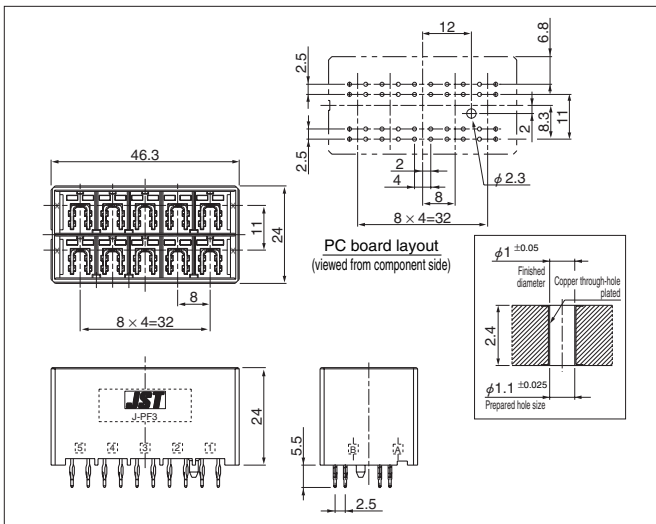 12
6.8
2.5
2.5
11
8.3
2
2
4
8
φ2.3
8 × 4=32
PC board layout
(viewed from component side)
46.3
11
24
8
8 × 4=32
φ1 ±0.05
Finished
diameter
Copper through-hole
plated
2.4
φ1.1 ±0.025
Prepared hole size
JST
J-PF3
5 4 3 2 1
24
B A
5.5
2.5